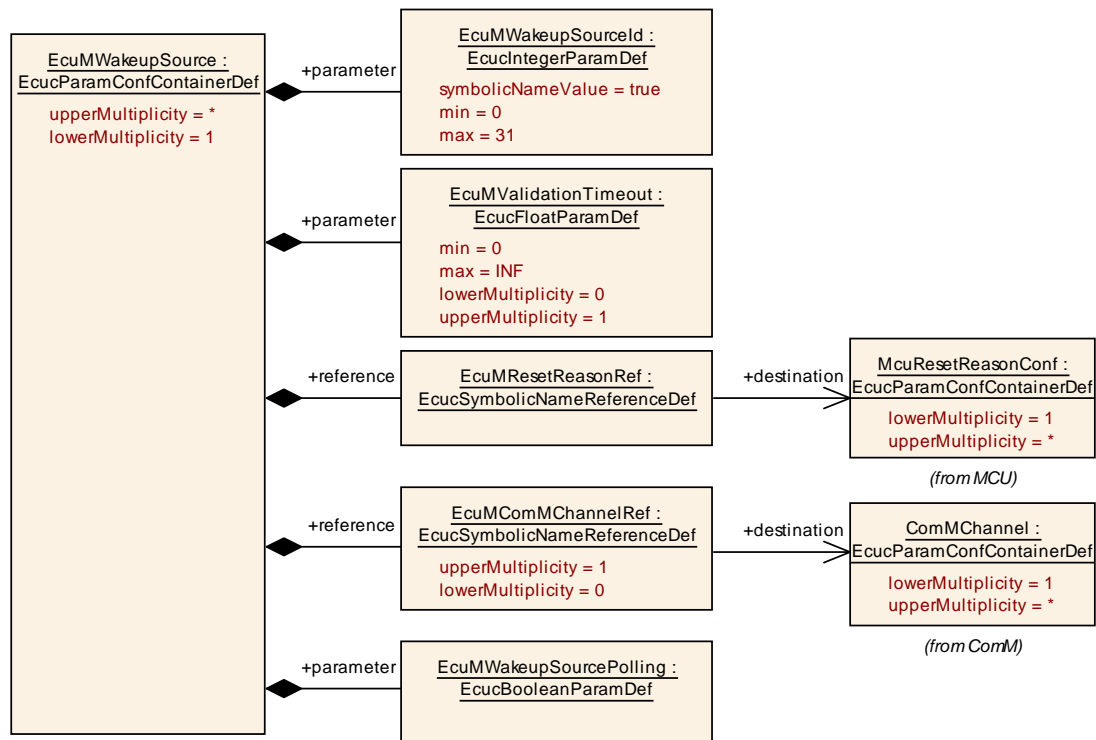 EcuMWakeupSource :
EcucParamConfContainerDef
upperMultiplicity = *
lowerMultiplicity = 1
+parameter
EcuMWakeupSourceId :
EcucIntegerParamDef
symbolicNameValue = true
min = 0
max = 31
+parameter
EcuMValidationTimeout :
EcucFloatParamDef
min = 0
max = INF
lowerMultiplicity = 0
upperMultiplicity = 1
+reference
EcuMResetReasonRef :
EcucSymbolicNameReferenceDef
+destination
McuResetReasonConf :
EcucParamConfContainerDef
lowerMultiplicity = 1
upperMultiplicity = *
(from MCU)
+reference
EcuMComMChannelRef :
EcucSymbolicNameReferenceDef
upperMultiplicity = 1
lowerMultiplicity = 0
+destination
ComMChannel :
EcucParamConfContainerDef
lowerMultiplicity = 1
upperMultiplicity = *
(from ComM)
+parameter
EcuMWakeupSourcePolling :
EcucBooleanParamDef